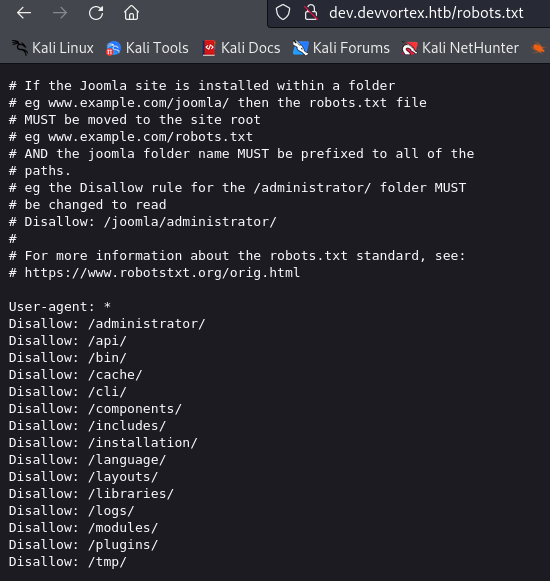 dev.devvortex.htb/robots.txt
Kali Linux Kali Tools Kali Docs Kali Forums Kali NetHunter
# If the Joomla site is installed within a folder
# eg www.example.com/joomla/ then the robots.txt file
# MUST be moved to the site root
# eg www.example.com/robots.txt
# AND the joomla folder name MUST be prefixed to all of the
# paths.
# eg the Disallow rule for the /administrator/ folder MUST
# be changed to read
# Disallow: /joomla/administrator/
#
# For more information about the robots.txt standard, see:
# https://www.robotstxt.org/orig.html
User-agent: *
Disallow: /administrator/
Disallow: /api/
Disallow: /bin/
Disallow: /cache/
Disallow: /cli/
Disallow: /components/
Disallow: /includes/
Disallow: /installation/
Disallow: /language/
Disallow: /layouts/
Disallow: /libraries/
Disallow: /logs/
Disallow: /modules/
Disallow: /plugins/
Disallow: /tmp/